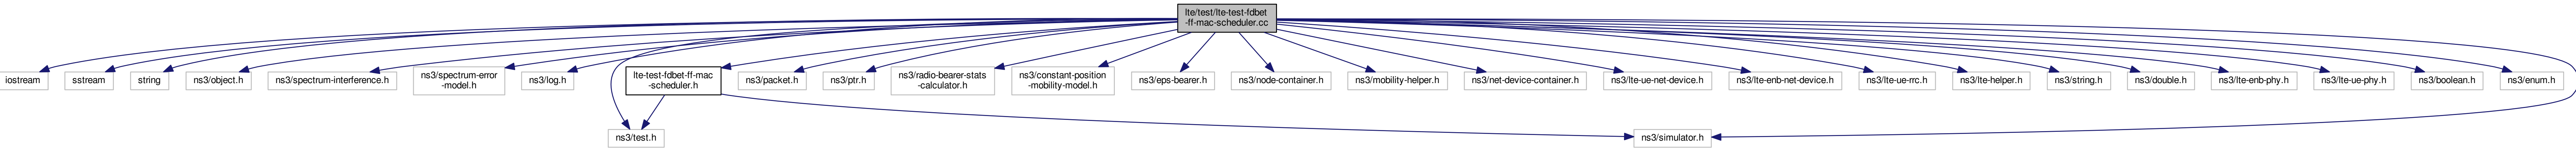 lte/test/lte-test-fdbet
-ff-mac-scheduler.cc
iostream
sstream
string
ns3/object.h
ns3/spectrum-interference.h
ns3/spectrum-error
-model.h
ns3/log.h
lte-test-fdbet-ff-mac
-scheduler.h
ns3/packet.h
ns3/ptr.h
ns3/radio-bearer-stats
-calculator.h
ns3/constant-position
-mobility-model.h
ns3/eps-bearer.h
ns3/node-container.h
ns3/mobility-helper.h
ns3/net-device-container.h
ns3/lte-ue-net-device.h
ns3/lte-enb-net-device.h
ns3/lte-ue-rrc.h
ns3/lte-helper.h
ns3/string.h
ns3/double.h
ns3/lte-enb-phy.h
ns3/lte-ue-phy.h
ns3/boolean.h
ns3/enum.h
ns3/test.h
ns3/simulator.h